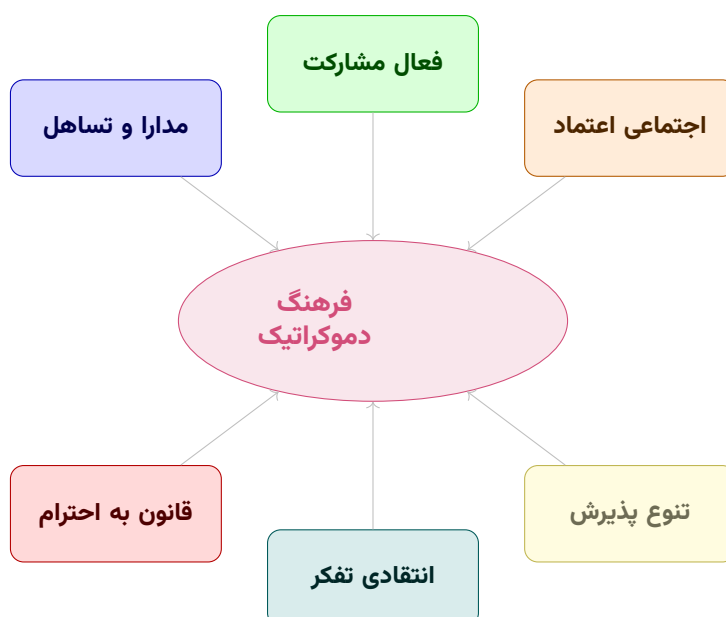 فعال مشارکت
اجتماعی اعتماد
مدارا و تساهل
فرهنگ
دموکراتیک
تنوع پذیرش
قانون به احترام
انتقادی تفکر